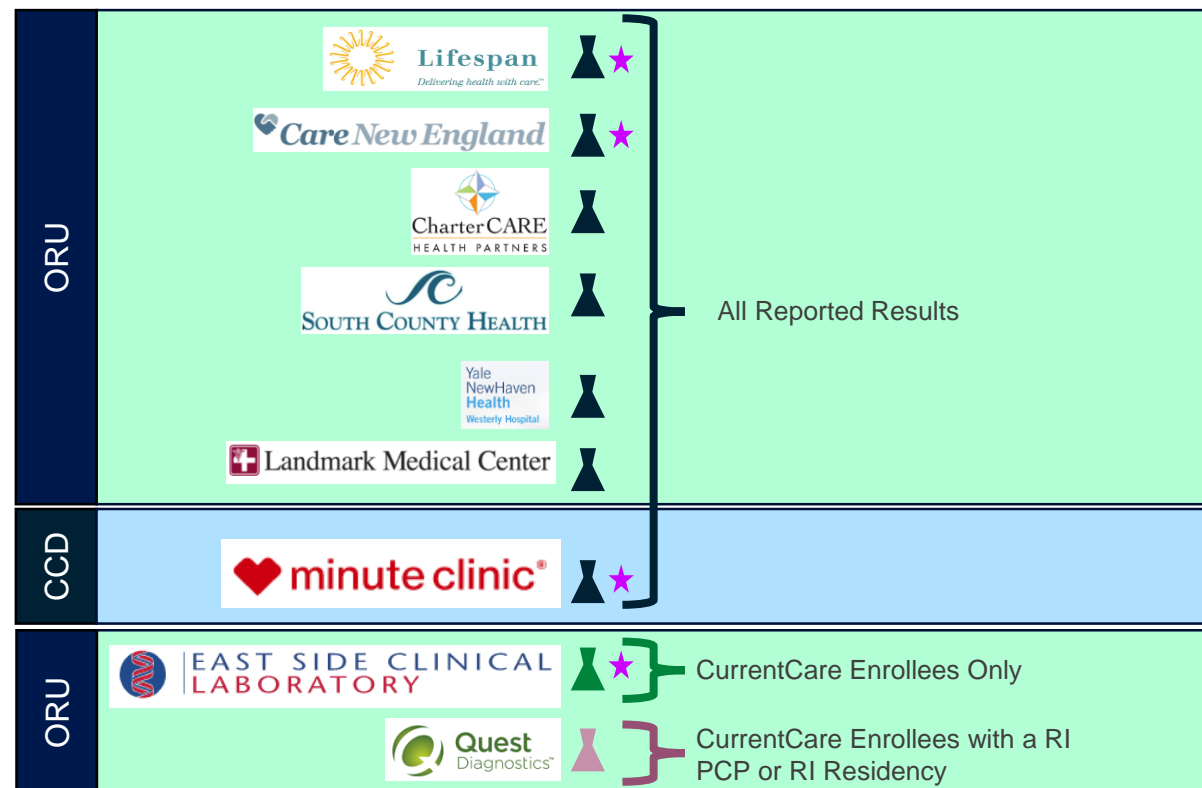 ORU
Lifespan
Delivering health with care.™
Care New England
CharterCARE
HEALTH PARTNERS
SOUTH COUNTY HEALTH
Yale
NewHaven
Health
Westerly Hospital
Landmark Medical Center
All Reported Results
CCD
minute clinic®
ORU
EAST SIDE CLINICAL
LABORATORY
CurrentCare Enrollees Only
Quest
Diagnostics™
CurrentCare Enrollees with a RI
PCP or RI Residency